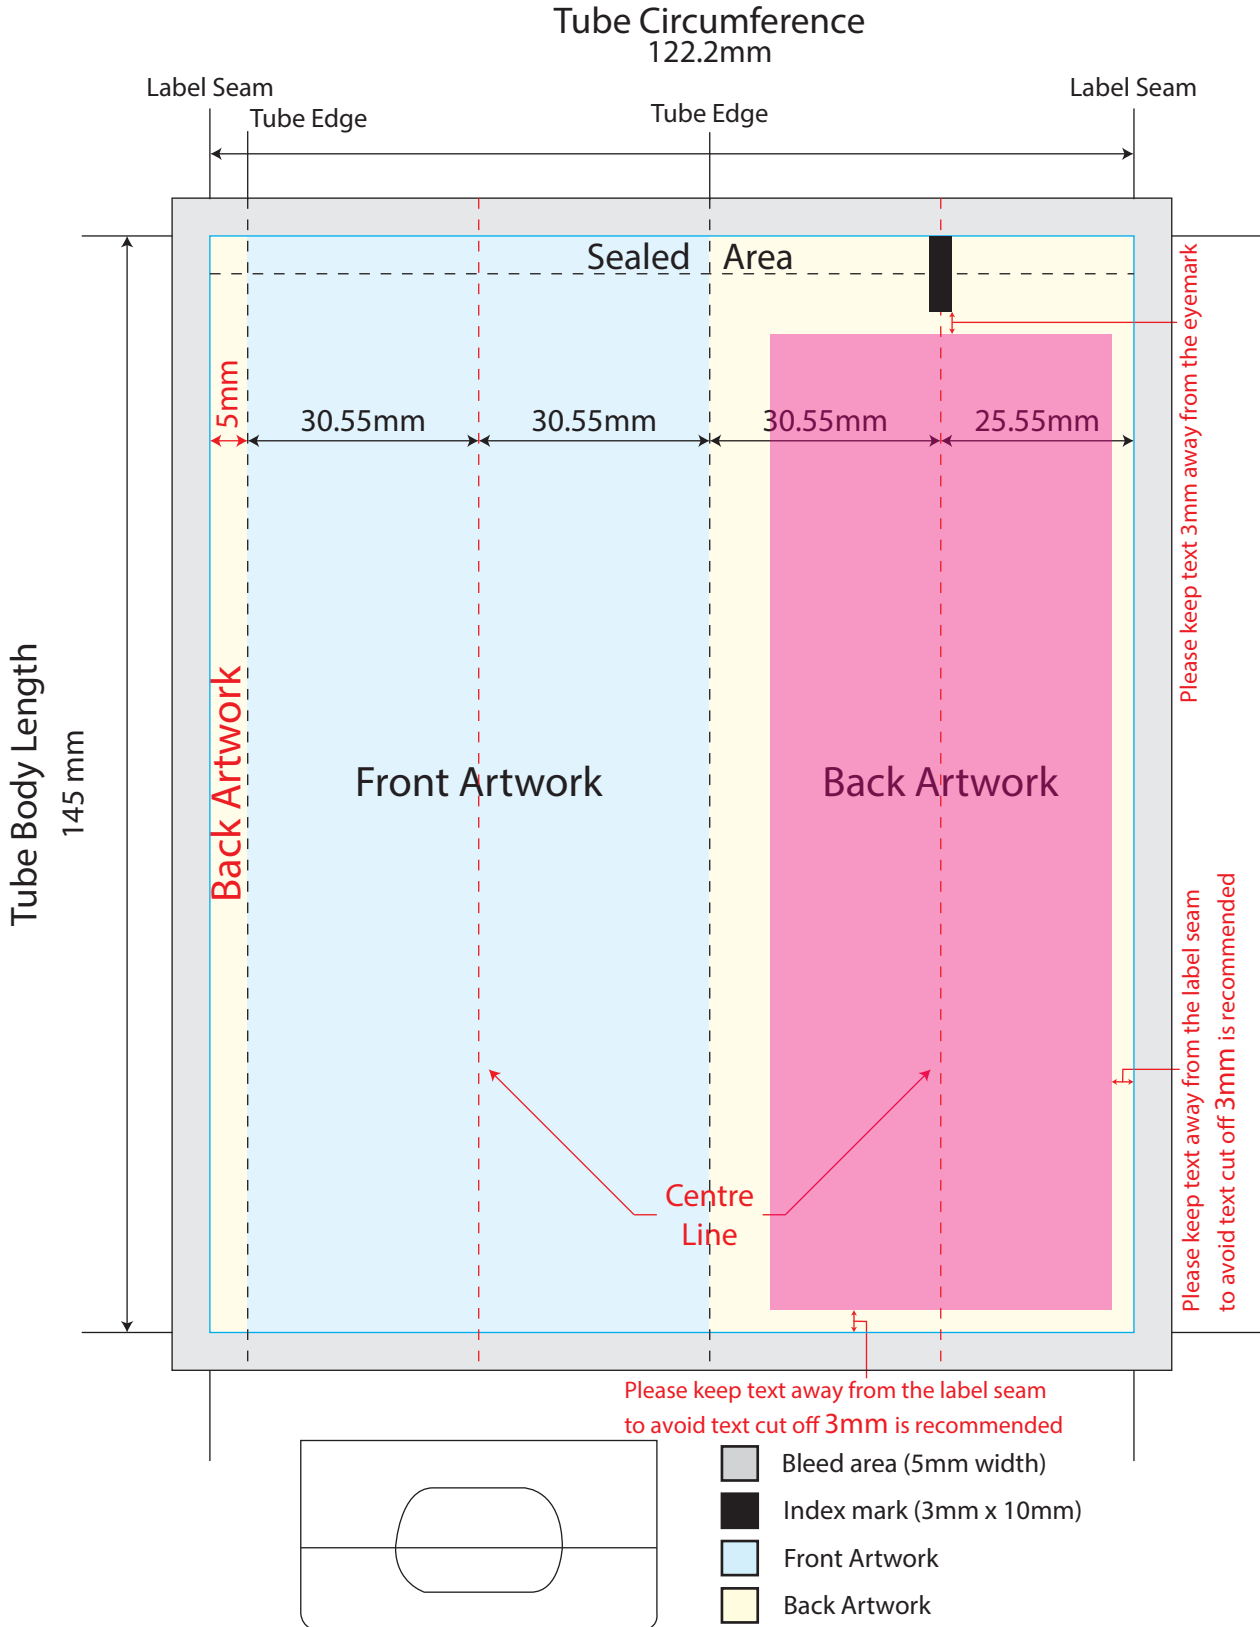 Tube Circumference
122.2mm
Label Seam
Label Seam
Tube Edge
Tube Edge
Sealed Area
5mm
30.55mm
30.55mm
30.55mm
25.55mm
Please keep text 3mm away from the eyemark
Tube Body Length
145 mm
Back Artwork
Front Artwork
Back Artwork
Please keep text away from the label seam
to avoid text cut off 3mm is recommended
Centre
Line
Please keep text away from the label seam
to avoid text cut off 3mm is recommended
Bleed area (5mm width)
Index mark (3mm x 10mm)
Front Artwork
Back Artwork